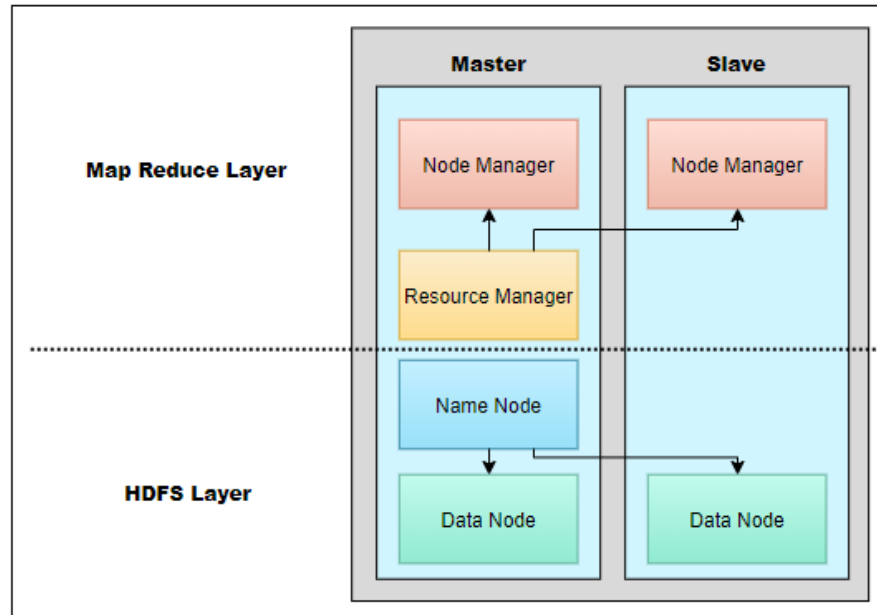 Master
Slave
Map Reduce Layer
Node Manager
Node Manager
Resource Manager
Name Node
HDFS Layer
Data Node
Data Node